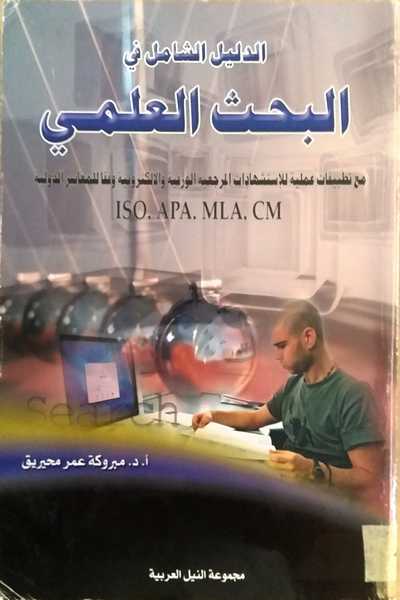 الدليل الشامل في
البحث العلمي
مع تطبيقات عملية للاستشهادات المرجعية الورقية والالكترونية وفقا للمعايير الدولية
ISO. APA. MLA. CM
Search
أ. د. مبروكة عمر محيريق
مجموعة النيل العربية